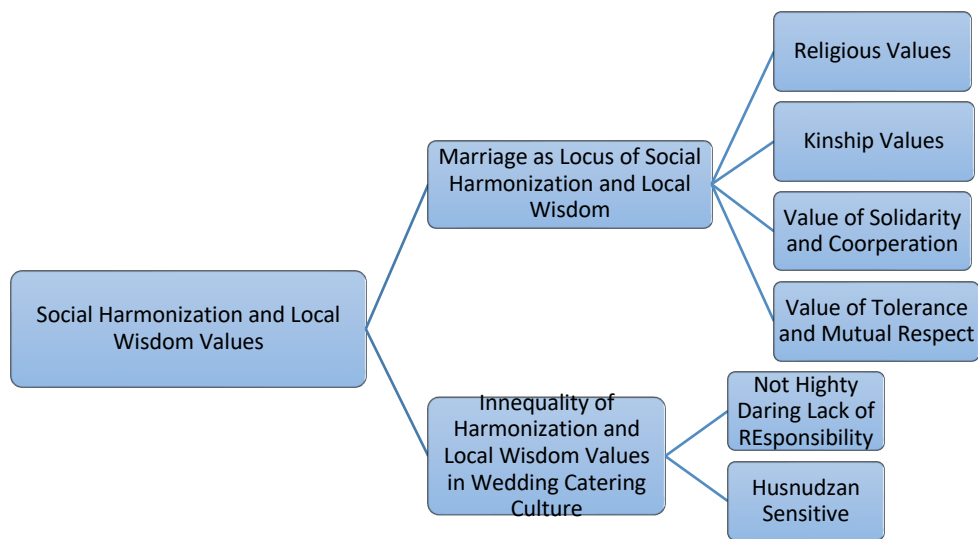 Religious Values
Kinship Values
Marriage as Locus of Social
Harmonization and Local
Wisdom
Value of Solidarity
and Coorperation
Value of Tolerance
and Mutual Respect
Social Harmonization and Local
Wisdom Values
Innequality of
Harmonization and
Local Wisdom Values
in Wedding Catering
Culture
Not Highty
Daring Lack of
REsponsibility
Husnudzan
Sensitive